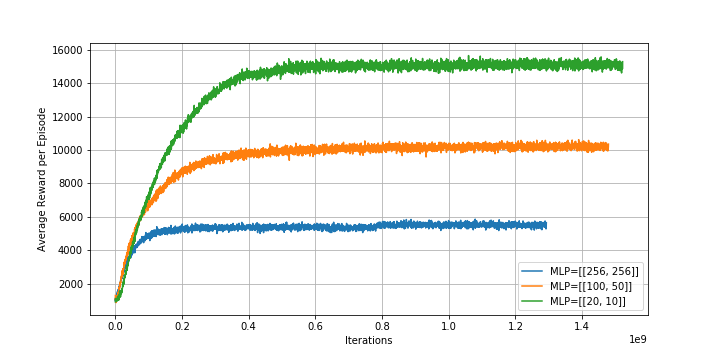 16000
14000
12000
10000
8000
6000
4000
2000
Average Reward per Episode
MLP=[[256, 256]]
MLP=[[100, 50]]
MLP=[[20, 10]]
0.0 0.2 0.4 0.6 0.8 1.0 1.2 1.4
1e9
Iterations